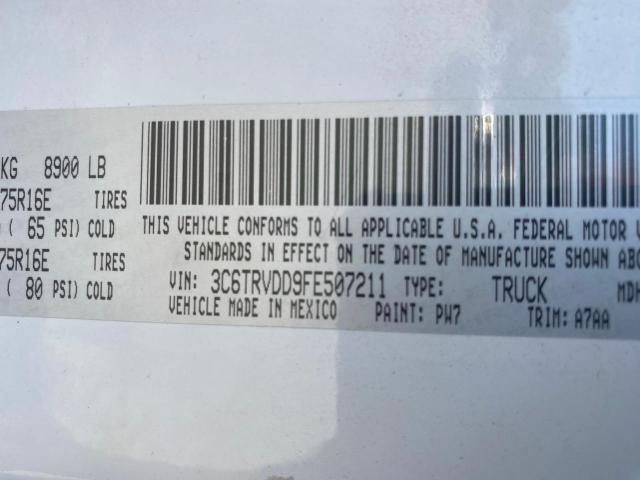 KG 8900 LB
75R16E TIRES
( 65 PSI) COLD
75R16E TIRES
( 80 PSI) COLD
THIS VEHICLE CONFORMS TO ALL APPLICABLE U.S.A. FEDERAL MOTOR V
STANDARDS IN EFFECT ON THE DATE OF MANUFACTURE SHOWN ABO
VIN: 3C6TRVDD9FE507211 TYPE: TRUCK MDH
VEHICLE MADE IN MEXICO PAINT: PW7 TRIM: A7AA